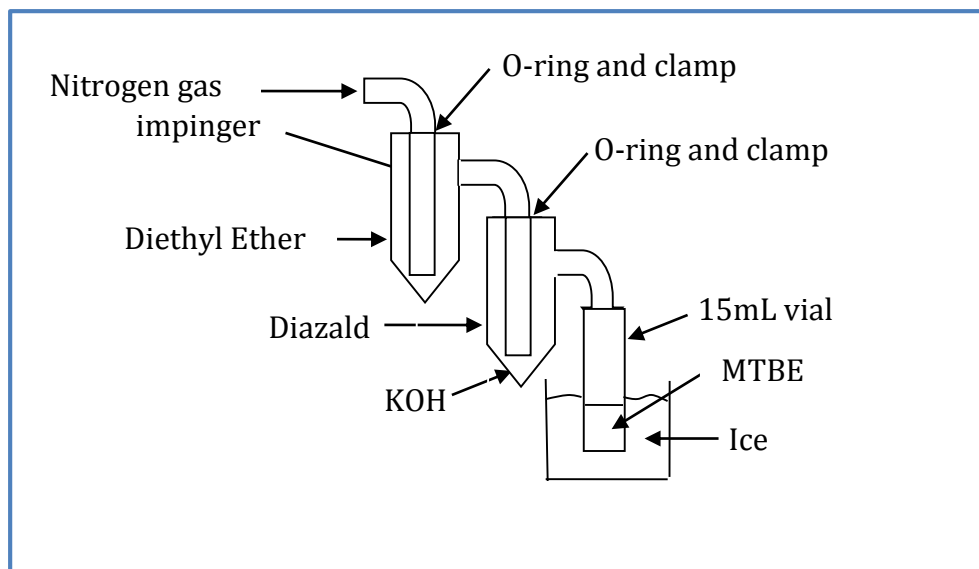 O-ring and clamp
Nitrogen gas
impinger
O-ring and clamp
Diethyl Ether
15mL vial
Diazald
MTBE
KOH
Ice